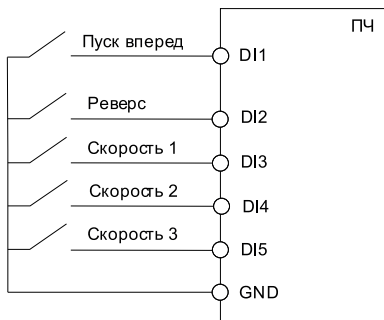 ПЧ
Пуск вперед DI1
Реверс DI2
Скорость 1 DI3
Скорость 2 DI4
Скорость 3 DI5
GND